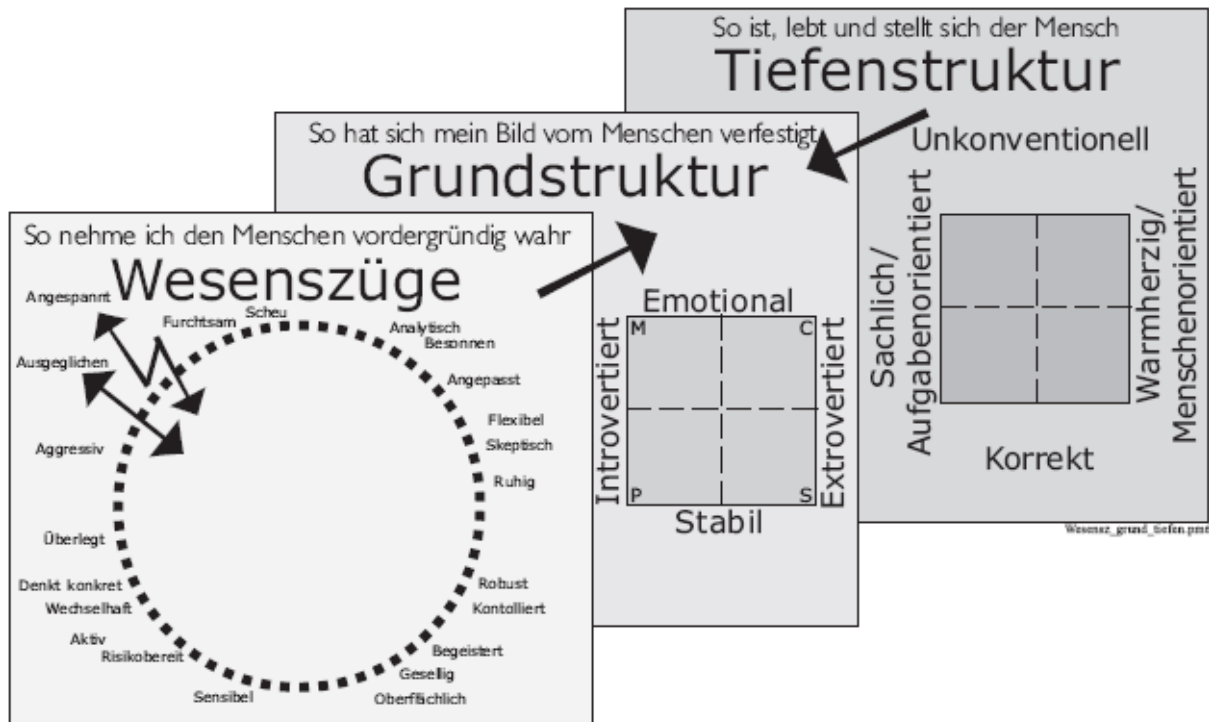 So ist, lebt und stellt sich der Mensch
Tiefenstruktur
Unkonventionell
Sachlich/
Aufgabenorientiert
Warmherzig/
Menschenorientiert
Korrekt
Wesensz_grund_tiefen.pmt
So hat sich mein Bild vom Menschen verfestigt
Grundstruktur
Emotional
M
C
Introvertiert
Extrovertiert
P
S
Stabil
So nehme ich den Menschen vordergründig wahr
Wesenszüge
Angespannt
Furchtsam
Scheu
Analytisch
Besonnen
Ausgeglichen
Angepasst
Flexibel
Aggressiv
Skeptisch
Ruhig
Überlegt
Denkt konkret
Robust
Wechselhaft
Kontolliert
Aktiv
Risikobereit
Begeistert
Gesellig
Sensibel
Oberflächlich